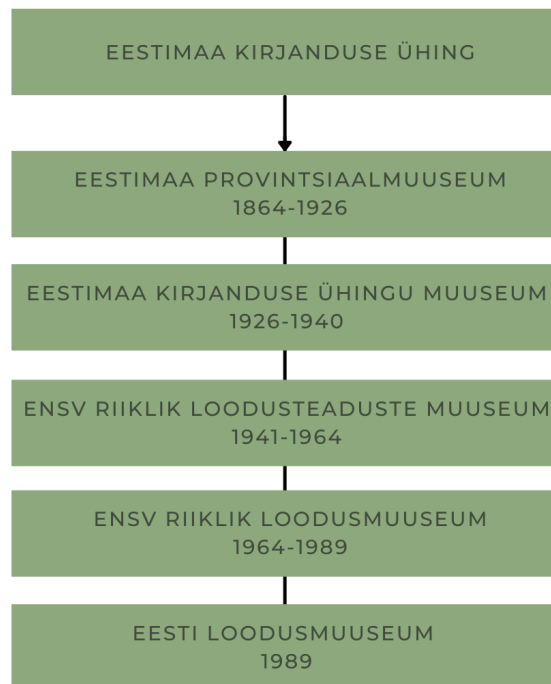 EESTIMAA KIRJANDUSE ÜHING
EESTIMAA PROVINTSIAALMUUSEUM
1864-1926
EESTIMAA KIRJANDUSE ÜHINGU MUUSEUM
1926-1940
ENSV RIIKLIK LOODUSTEADUSTE MUUSEUM
1941-1964
ENSV RIIKLIK LOODUSMUUSEUM
1964-1989
EESTI LOODUSMUUSEUM
1989